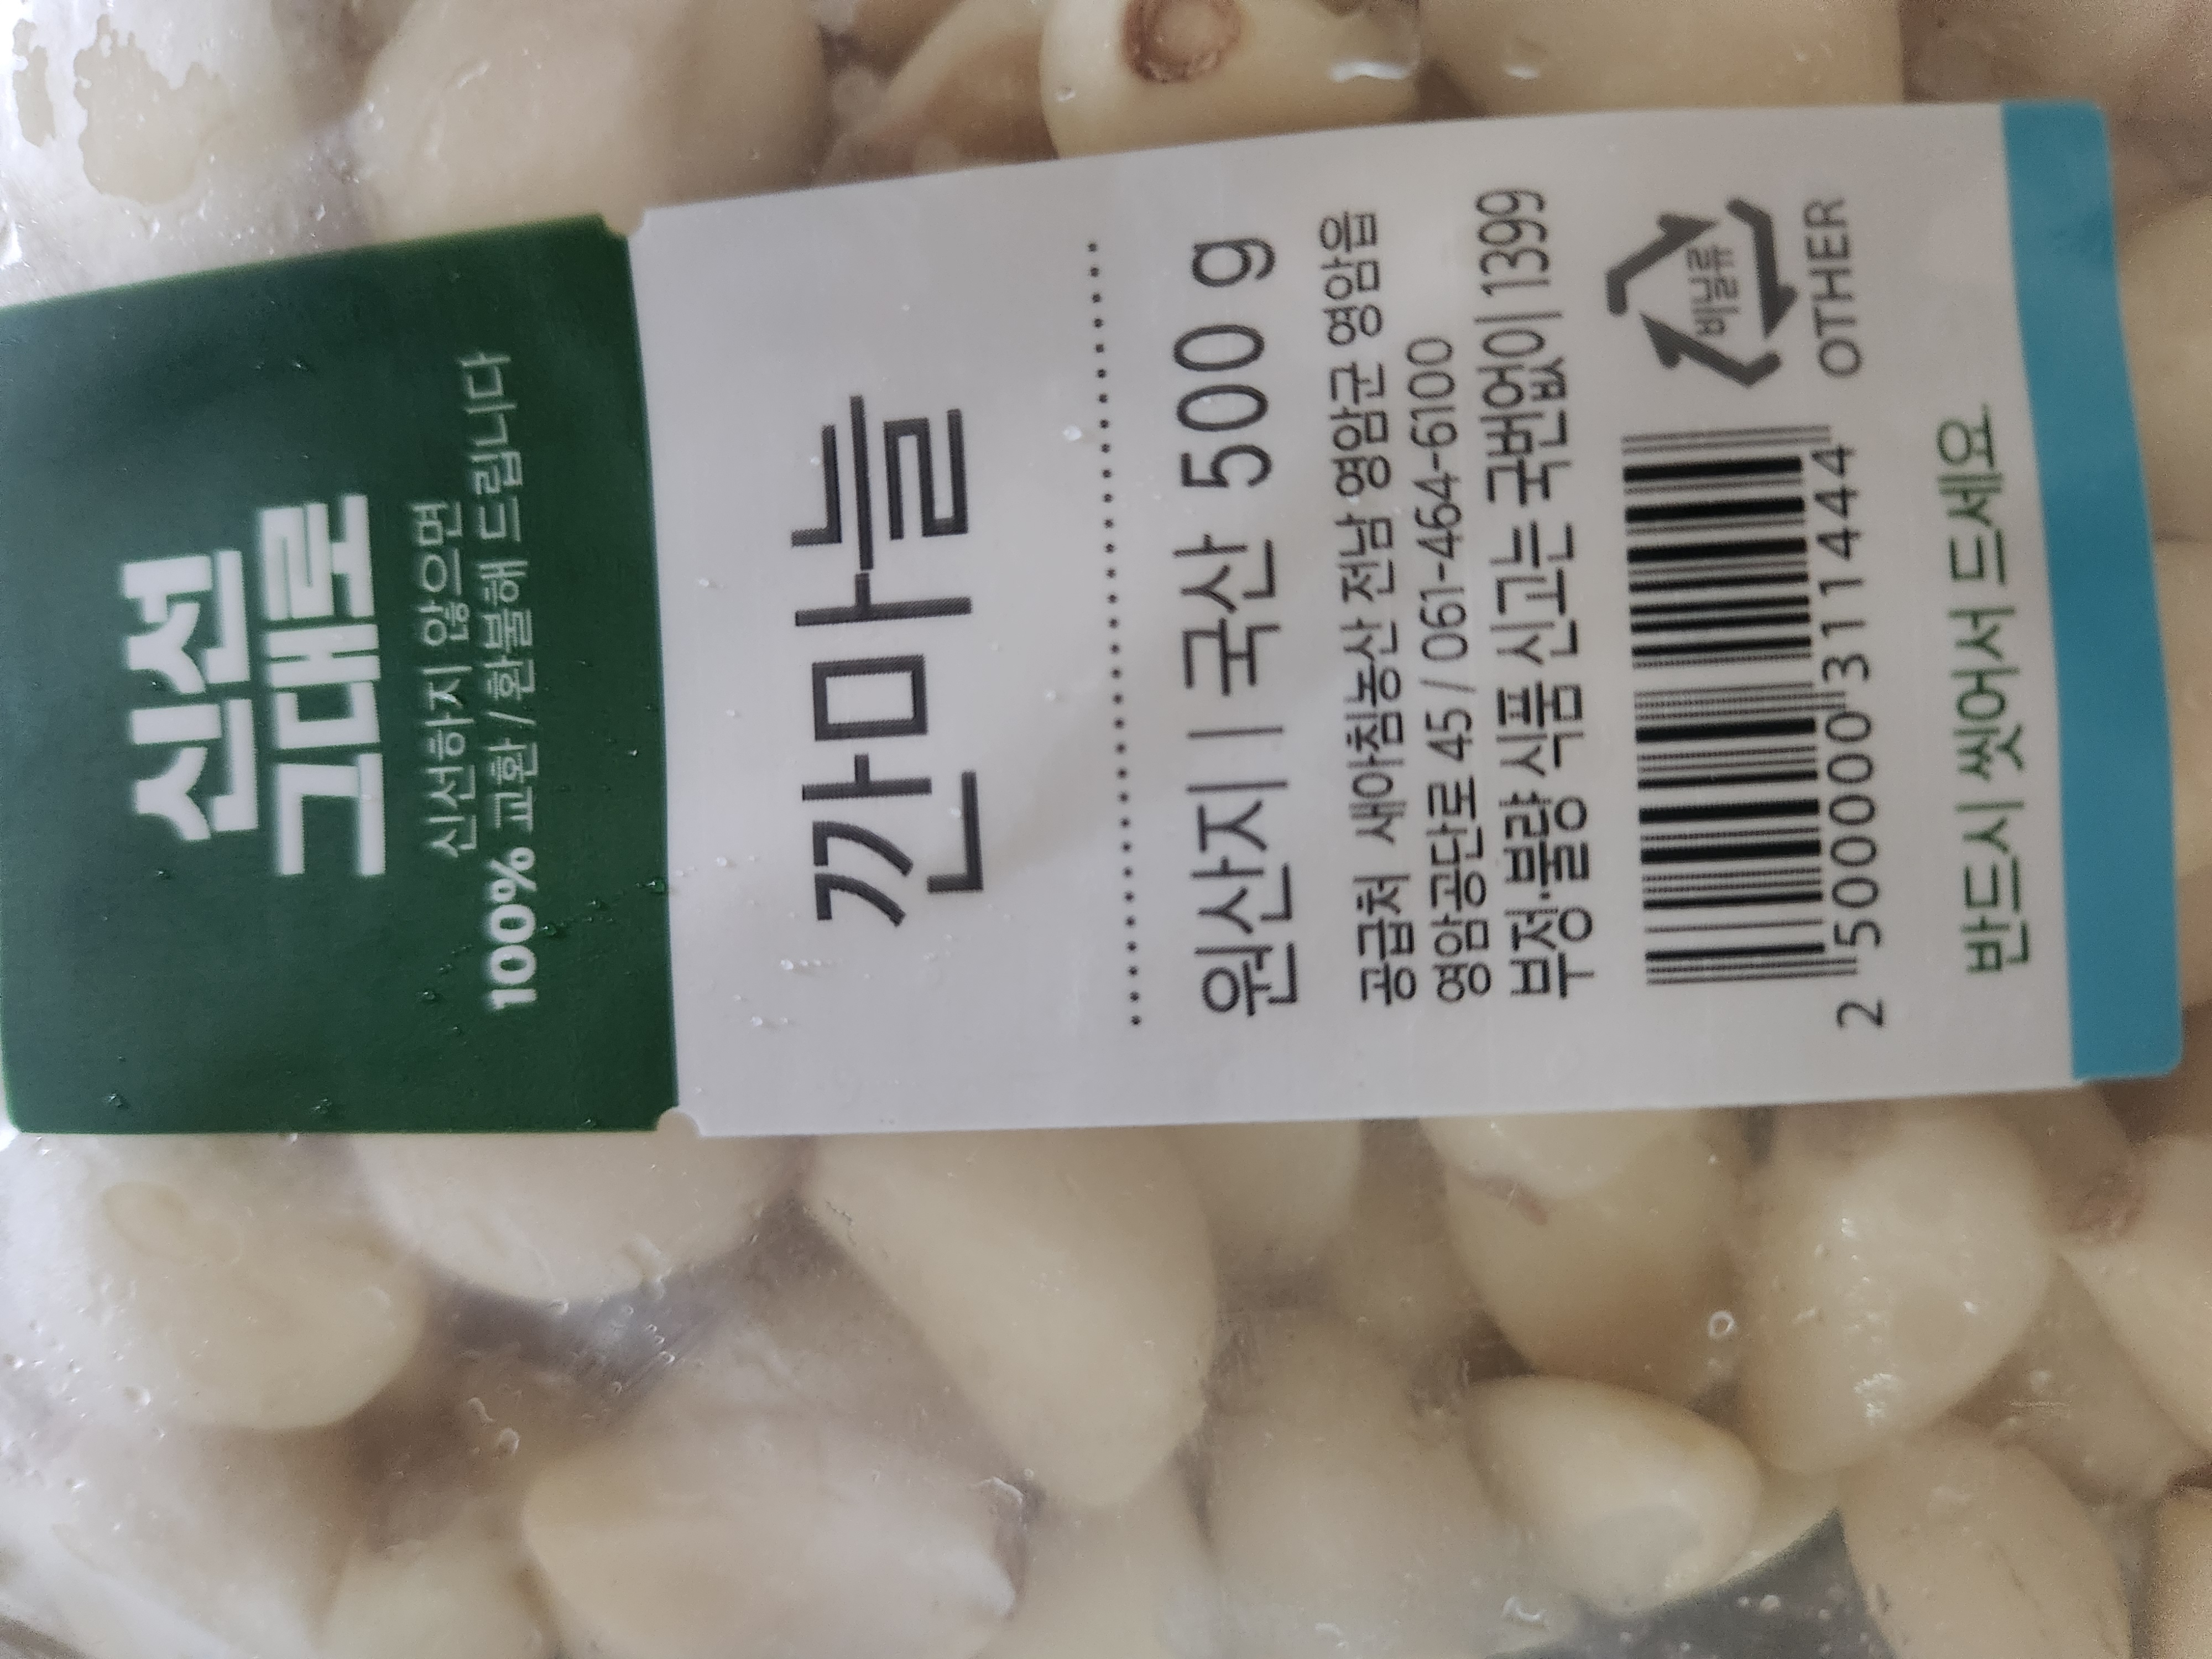 신선
그대로
신선하지 않으면
100% 교환 / 환불해 드립니다
깐마늘
원산지 | 국산 500 g
공급처 새아침농산 전남 영암군 영암읍
영암공단로 45 / 061-464-6100
부정·불량 식품 신고는 국번없이 1399
비닐류
OTHER
2 500000 311444
반드시 씻어서 드세요